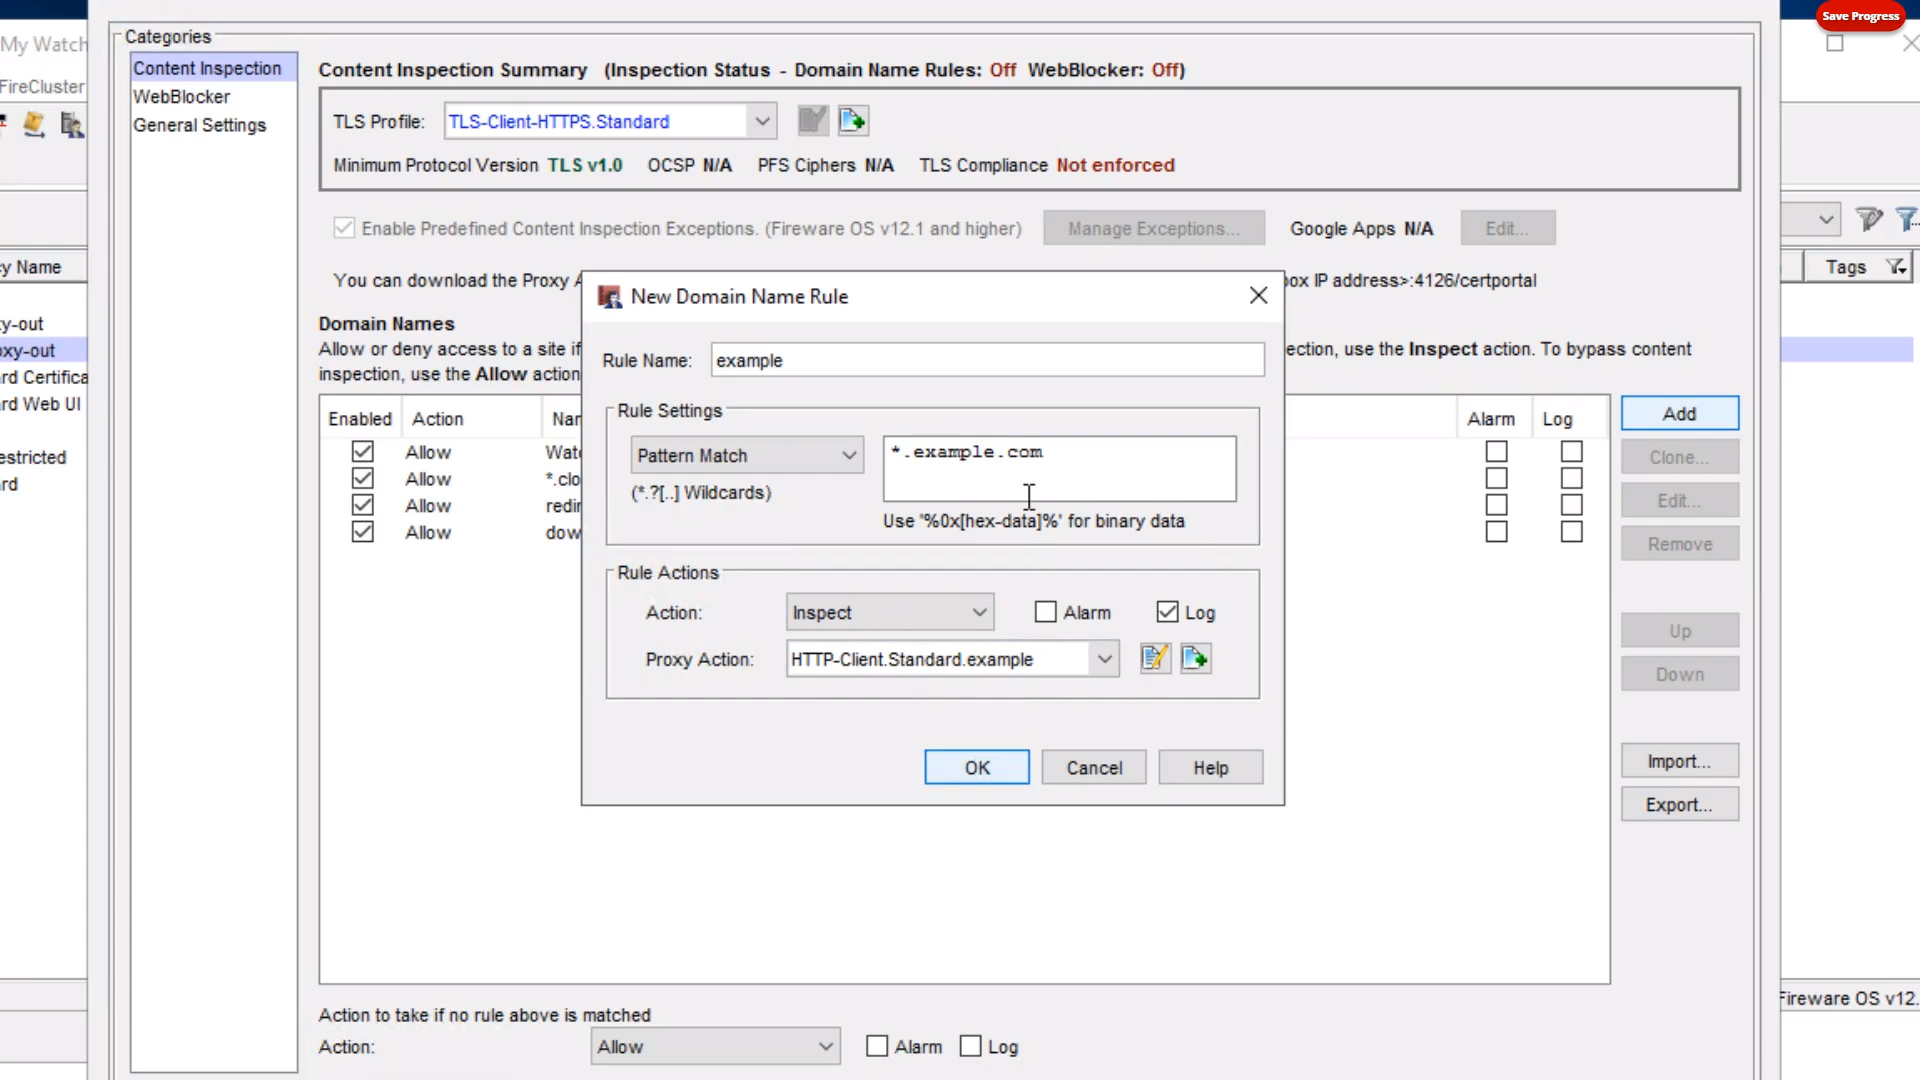 Save Progress
My Watch
FireCluster
Categories
Content Inspection
WebBlocker
General Settings
Content Inspection Summary (Inspection Status - Domain Name Rules: Off WebBlocker: Off)
TLS Profile: TLS-Client-HTTPS.Standard
Minimum Protocol Version TLS v1.0 OCSP N/A PFS Ciphers N/A TLS Compliance Not enforced
Enable Predefined Content Inspection Exceptions. (Fireware OS v12.1 and higher) Manage Exceptions... Google Apps N/A Edit...
cy Name
Tags
You can download the Proxy A
box IP address>:4126/certportal
xy-out
oxy-out
rd Certifica
rd Web UI
estricted
rd
Domain Names
Allow or deny access to a site if
ection, use the Inspect action. To bypass content
inspection, use the Allow action
Enabled Action Nan Alarm Log
Allow Watc
Allow *.clo
Allow redir
Allow dow
Add
Clone...
Edit...
Remove
Up
Down
Import...
Export...
New Domain Name Rule
Rule Name: example
Rule Settings
Pattern Match *.example.com
(*.?[..] Wildcards)
Use '%0x[hex-data]%' for binary data
Rule Actions
Action: Inspect Alarm Log
Proxy Action: HTTP-Client.Standard.example
OK Cancel Help
Action to take if no rule above is matched
Action: Allow Alarm Log
Fireware OS v12.